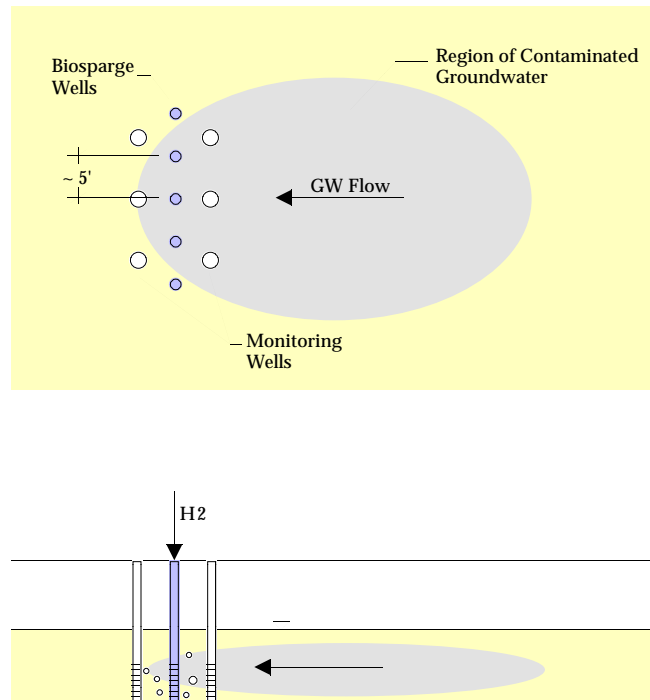 Biosparge
Wells
Region of Contaminated
Groundwater
~ 5'
GW Flow
Monitoring
Wells
H2